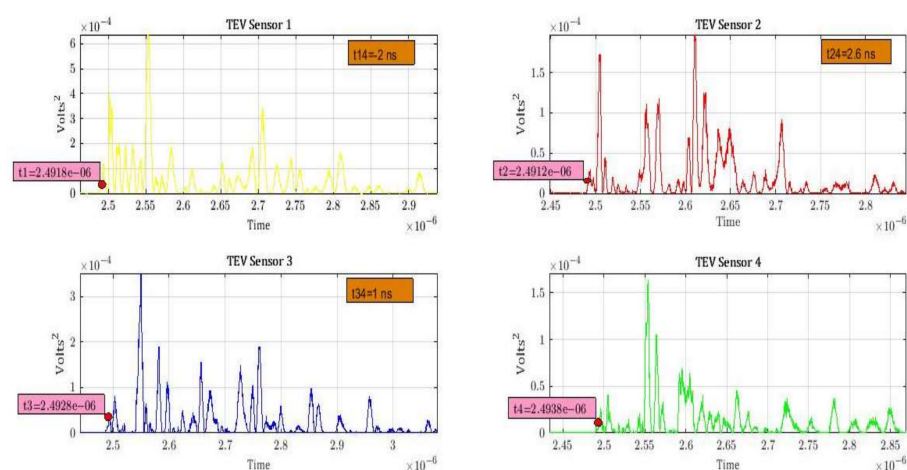 TEV Sensor 1
×10⁻⁴
t14=-2 ns
6
5
4
3
2
1
0
Volts²
t1=2.4918e−06
2.5 2.55 2.6 2.65 2.7 2.75 2.8 2.85 2.9
Time
×10⁻⁶
TEV Sensor 2
×10⁻⁴
t24=2.6 ns
1.5
1
0.5
0
Volts²
t2=2.4912e−06
2.45 2.5 2.55 2.6 2.65 2.7 2.75 2.8
Time
×10⁻⁶
TEV Sensor 3
×10⁻⁴
t34=1 ns
3
2
1
0
Volts²
t3=2.4928e−06
2.5 2.6 2.7 2.8 2.9 3
Time
×10⁻⁶
TEV Sensor 4
×10⁻⁴
1.5
1
0.5
0
Volts²
t4=2.4938e−06
2.45 2.5 2.55 2.6 2.65 2.7 2.75 2.8 2.85
Time
×10⁻⁶